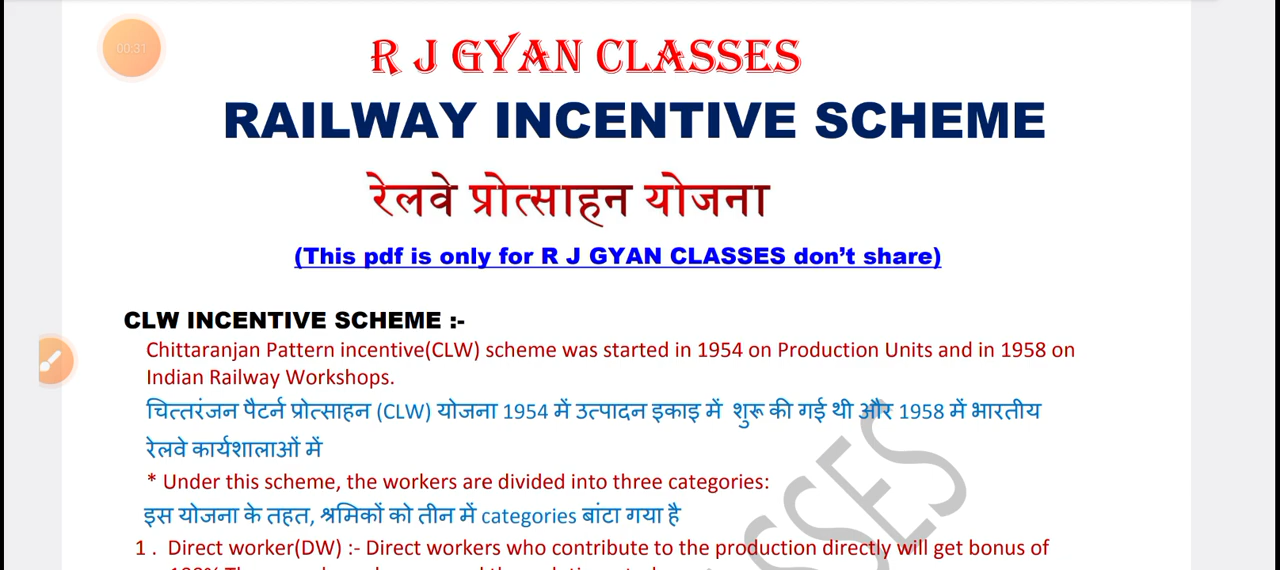 00:31
R J GYAN CLASSES
RAILWAY INCENTIVE SCHEME
रेलवे प्रोत्साहन योजना
(This pdf is only for R J GYAN CLASSES don’t share)
CLW INCENTIVE SCHEME :-
Chittaranjan Pattern incentive(CLW) scheme was started in 1954 on Production Units and in 1958 on
Indian Railway Workshops.
चित्तरंजन पैटर्न प्रोत्साहन (CLW) योजना 1954 में उत्पादन इकाइ में शुरू की गई थी और 1958 में भारतीय
रेलवे कार्यशालाओं में
* Under this scheme, the workers are divided into three categories:
इस योजना के तहत, श्रमिकों को तीन में categories बांटा गया है
1 . Direct worker(DW) :- Direct workers who contribute to the production directly will get bonus of